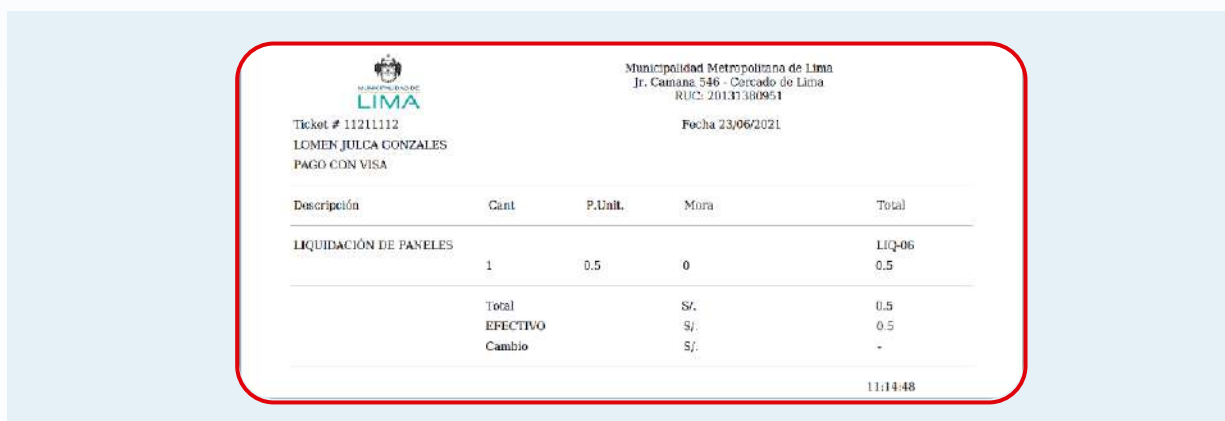 MUNICIPALIDAD DE
LIMA
Municipalidad Metropolitana de Lima
Jr. Camana 546 - Cercado de Lima
RUC: 20131380951
Ticket # 11211112
Fecha 23/06/2021
LOMEN JULCA GONZALES
PAGO CON VISA
Descripción Cant P.Unit. Mora Total
LIQUIDACIÓN DE PANELES LIQ-06
1 0.5 0 0.5
Total S/. 0.5
EFECTIVO S/. 0.5
Cambio S/. -
11:14:48